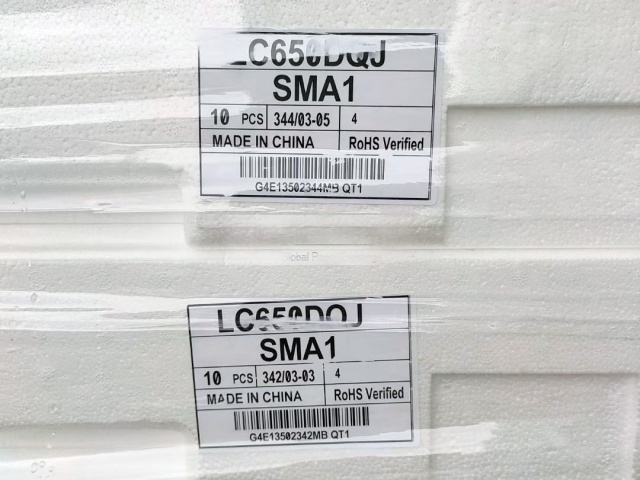 LC650DQJ
SMA1
10 PCS 344/03-05 4
MADE IN CHINA RoHS Verified
G4E13502344MB QT1
LC650DQJ
SMA1
10 PCS 342/03-03 4
MADE IN CHINA RoHS Verified
G4E13502342MB QT1